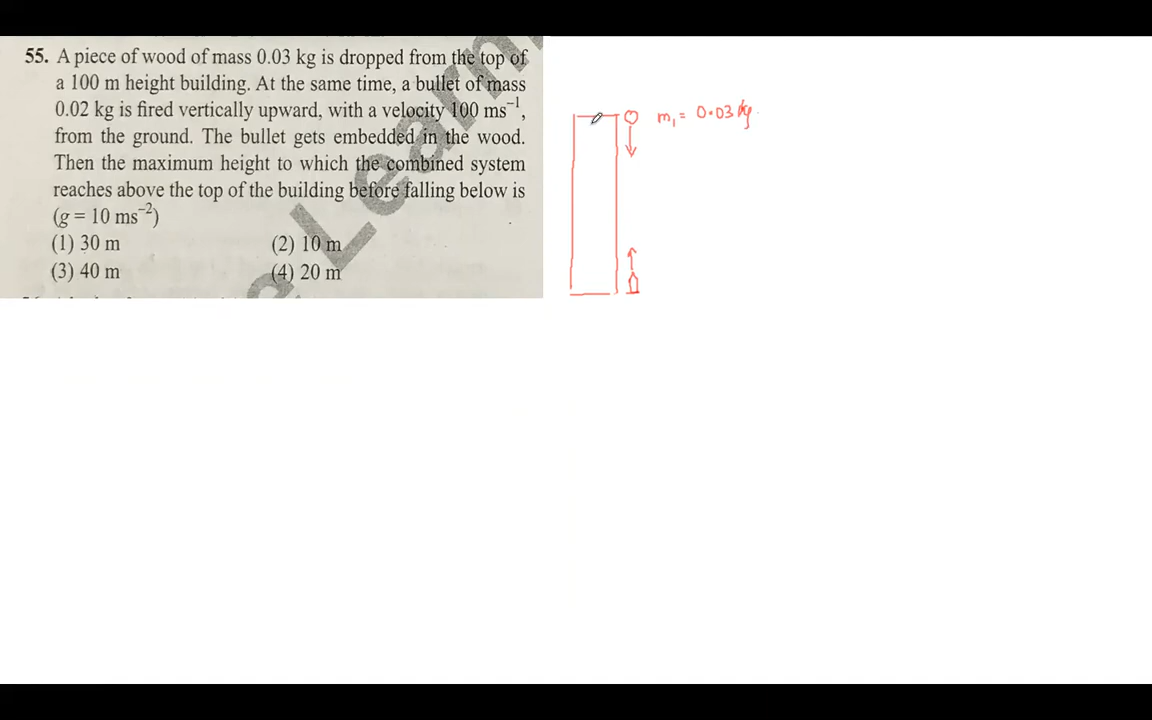 55. A piece of wood of mass 0.03 kg is dropped from the top of
a 100 m height building. At the same time, a bullet of mass
0.02 kg is fired vertically upward, with a velocity 100 ms⁻¹,
from the ground. The bullet gets embedded in the wood.
Then the maximum height to which the combined system
reaches above the top of the building before falling below is
(g = 10 ms⁻²)
(1) 30 m (2) 10 m
(3) 40 m (4) 20 m
m₁ = 0.03 kg.